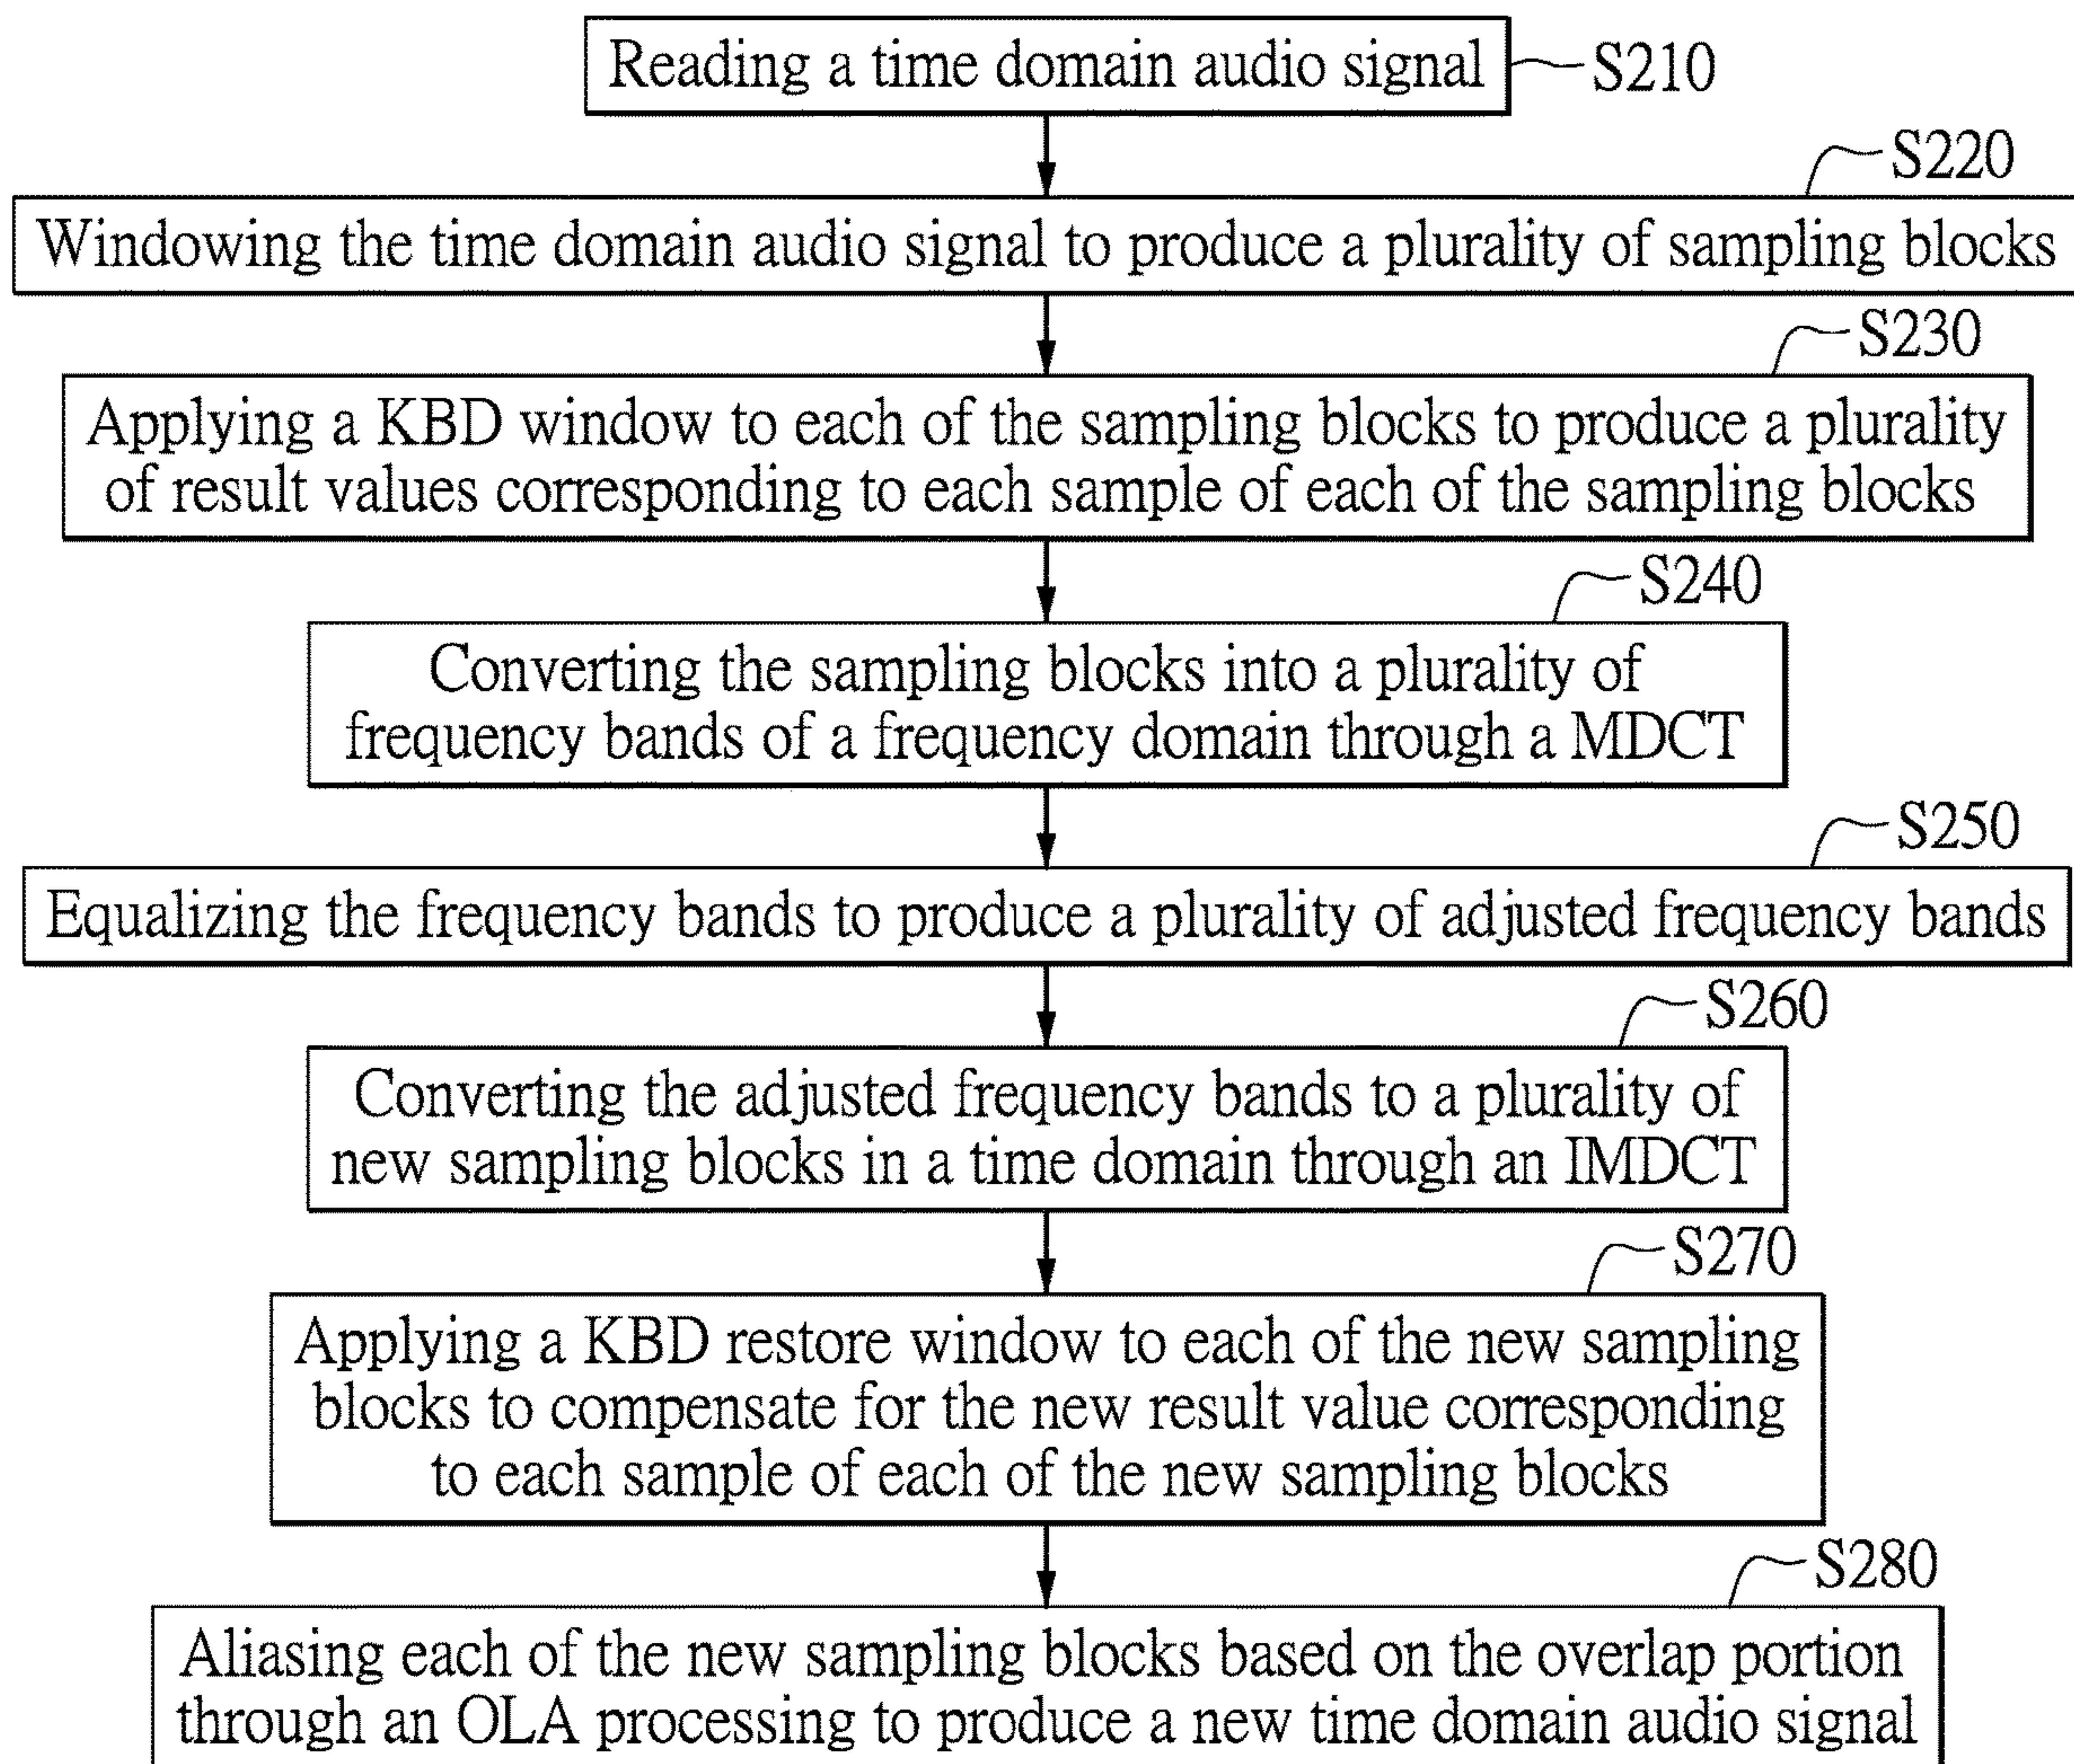 Reading a time domain audio signal
S210
S220
Windowing the time domain audio signal to produce a plurality of sampling blocks
S230
Applying a KBD window to each of the sampling blocks to produce a plurality
of result values corresponding to each sample of each of the sampling blocks
S240
Converting the sampling blocks into a plurality of
frequency bands of a frequency domain through a MDCT
S250
Equalizing the frequency bands to produce a plurality of adjusted frequency bands
S260
Converting the adjusted frequency bands to a plurality of
new sampling blocks in a time domain through an IMDCT
S270
Applying a KBD restore window to each of the new sampling
blocks to compensate for the new result value corresponding
to each sample of each of the new sampling blocks
S280
Aliasing each of the new sampling blocks based on the overlap portion
through an OLA processing to produce a new time domain audio signal